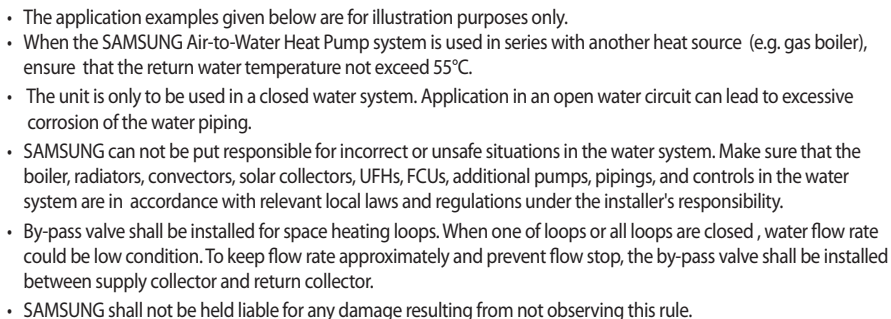 • The application examples given below are for illustration purposes only.
• When the SAMSUNG Air-to-Water Heat Pump system is used in series with another heat source (e.g. gas boiler),
ensure that the return water temperature not exceed 55°C.
• The unit is only to be used in a closed water system. Application in an open water circuit can lead to excessive
corrosion of the water piping.
• SAMSUNG can not be put responsible for incorrect or unsafe situations in the water system. Make sure that the
boiler, radiators, convectors, solar collectors, UFHs, FCUs, additional pumps, pipings, and controls in the water
system are in accordance with relevant local laws and regulations under the installer's responsibility.
• By-pass valve shall be installed for space heating loops. When one of loops or all loops are closed , water flow rate
could be low condition. To keep flow rate approximately and prevent flow stop, the by-pass valve shall be installed
between supply collector and return collector.
• SAMSUNG shall not be held liable for any damage resulting from not observing this rule.